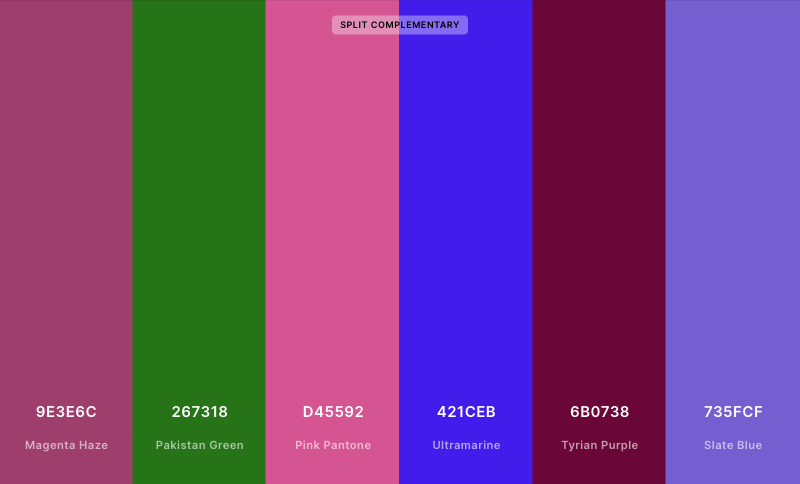 SPLIT COMPLEMENTARY
9E3E6C
Magenta Haze
267318
Pakistan Green
D45592
Pink Pantone
421CEB
Ultramarine
6B0738
Tyrian Purple
735FCF
Slate Blue